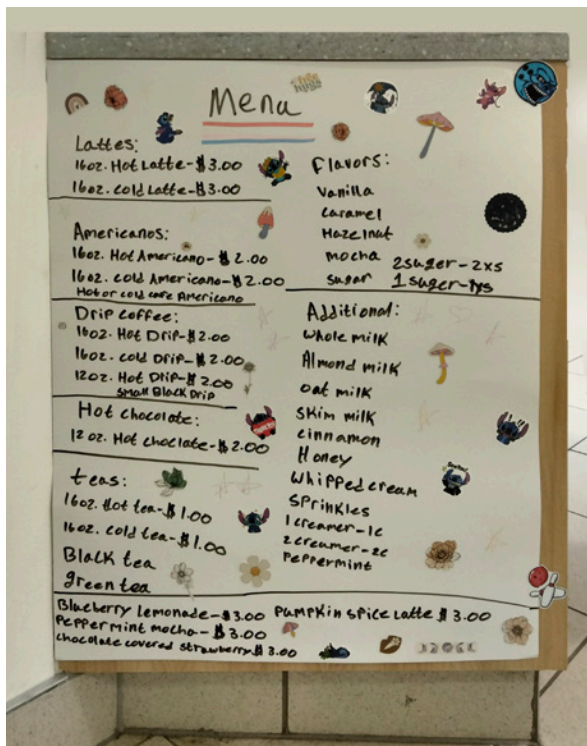 Menu
Lattes:
16oz. Hot Latte-$3.00
16oz. cold Latte-$3.00
Americanos:
16oz. Hot Americano-$2.00
16oz. cold Americano-$2.00
Hot or cold cafe Americano
Drip coffee:
16oz. Hot Drip-$2.00
16oz. cold Drip-$2.00
12oz. Hot Drip-$2.00
small Black Drip
Hot chocolate:
12 oz. Hot choclate-$2.00
teas:
16oz. Hot tea-$1.00
16oz. cold tea-$1.00
Black tea
green tea
Flavors:
Vanilla
caramel
Hazelnut
mocha 2suger-2xs
sugar 1suger-
Additional:
whole milk
Almond milk
oat milk
skim milk
cinnamon
Honey
whipped cream
sprinkles
1creamer-1c
2creamer-2c
peppermint
Blueberry Lemonade-$3.00 pumpkin spice latte $3.00
peppermint mocha-$3.00
chocolate covered strawberry $3.00